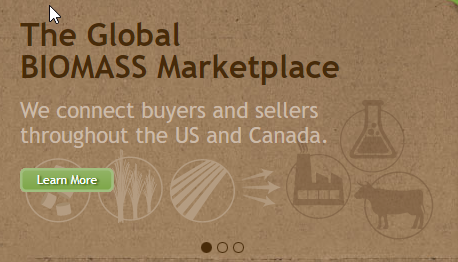 The Global
BIOMASS Marketplace
We connect buyers and sellers
throughout the US and Canada.
Learn More